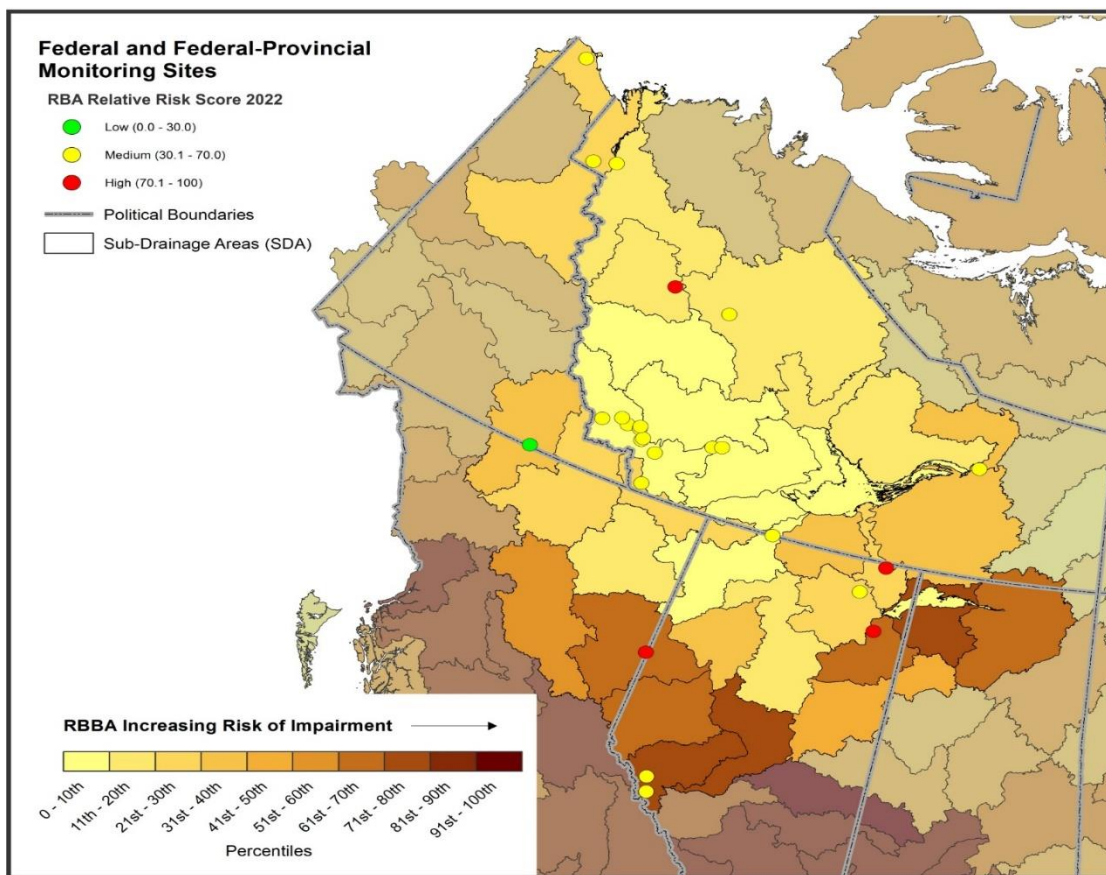 Federal and Federal-Provincial
Monitoring Sites
RBA Relative Risk Score 2022
Low (0.0 - 30.0)
Medium (30.1 - 70.0)
High (70.1 - 100)
Political Boundaries
Sub-Drainage Areas (SDA)
RBBA Increasing Risk of Impairment
0 - 10th
11th - 20th
21st - 30th
31st - 40th
41st - 50th
51st - 60th
61st - 70th
71st - 80th
81st - 90th
91st - 100th
Percentiles